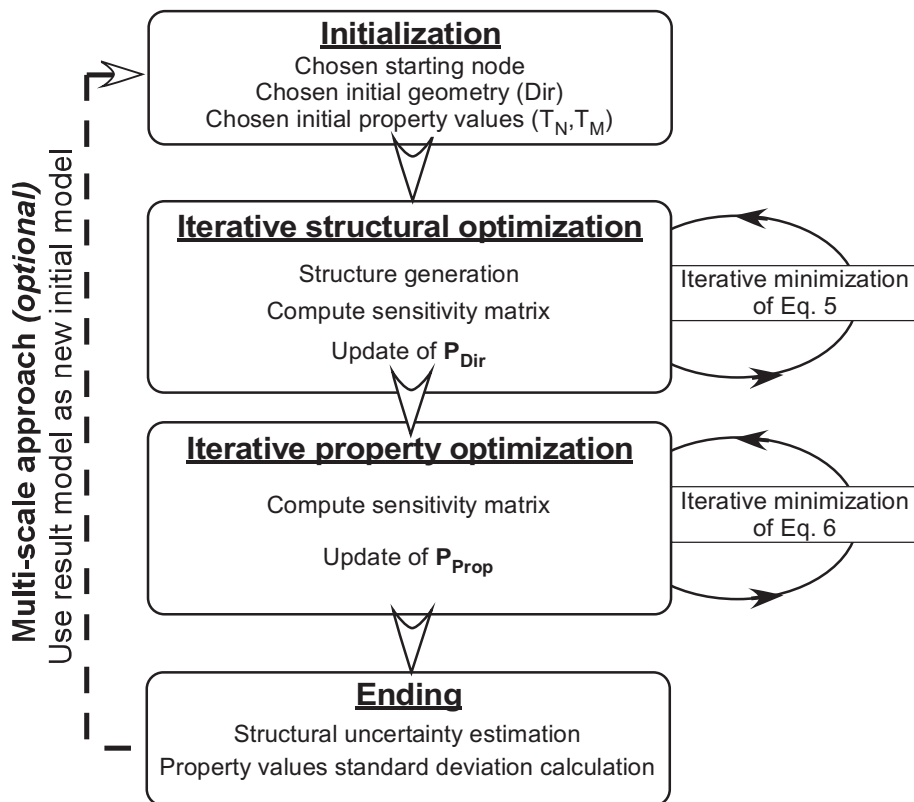 Initialization
Chosen starting node
Chosen initial geometry (Dir)
Chosen initial property values (T_N,T_M)
Iterative structural optimization
Structure generation
Compute sensitivity matrix
Update of P_Dir
Iterative minimization
of Eq. 5
Iterative property optimization
Compute sensitivity matrix
Update of P_Prop
Iterative minimization
of Eq. 6
Ending
Structural uncertainty estimation
Property values standard deviation calculation
Multi-scale approach (optional)
Use result model as new initial model